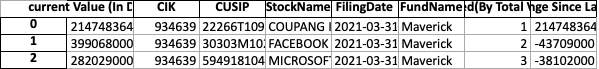 current Value (In D CIK CUSIP StockName FilingDate FundName d(By Total nge Since La
0 214748364 934639 22266T109 COUPANG I 2021-03-31 Maverick 1 214748364
1 399068000 934639 30303M102 FACEBOOK 2021-03-31 Maverick 2 -43709000
2 282029000 934639 594918104 MICROSOF 2021-03-31 Maverick 3 -38102000